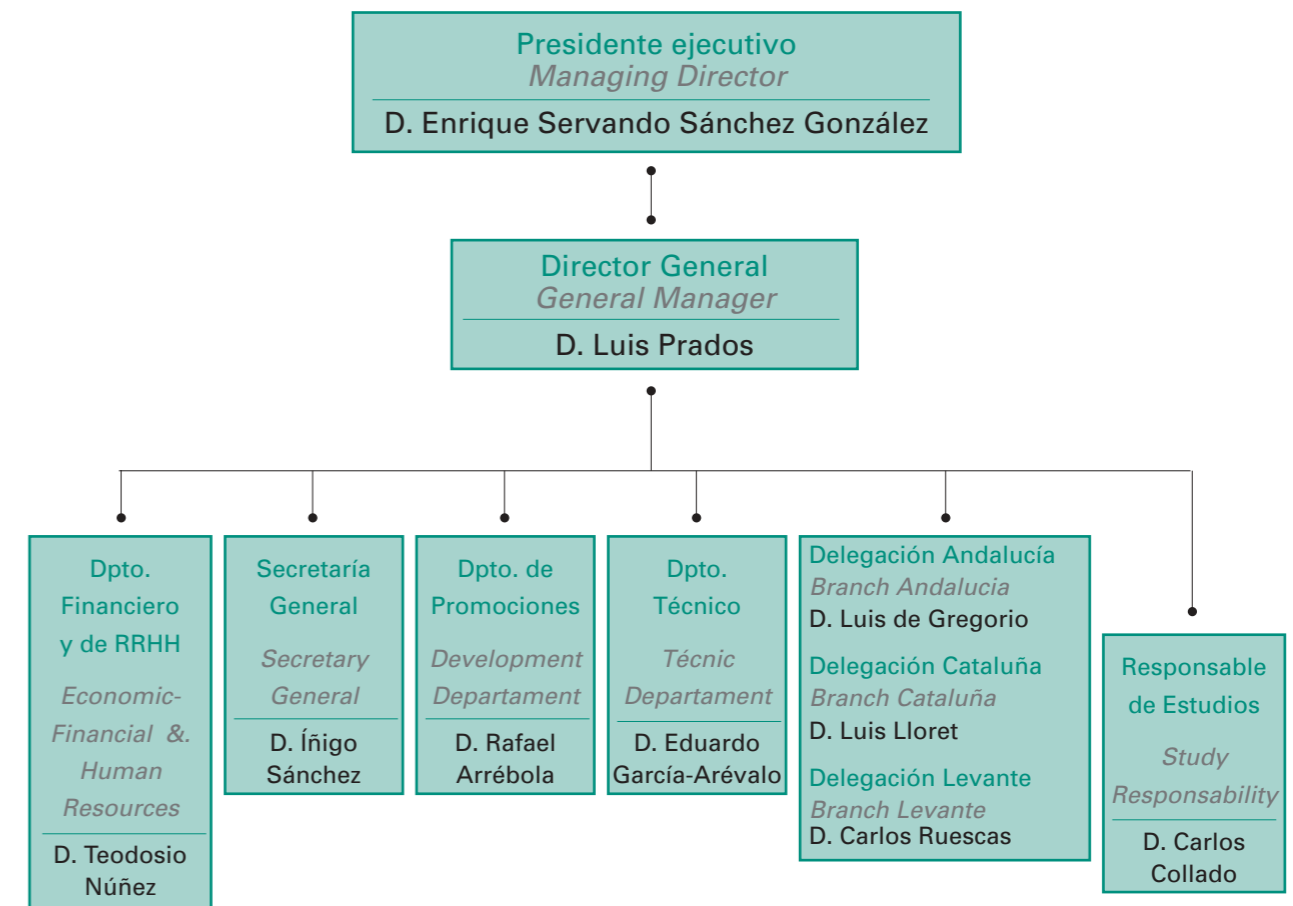 Presidente ejecutivo
Managing Director
D. Enrique Servando Sánchez González
Director General
General Manager
D. Luis Prados
Dpto.
Financiero
y de RRHH
Economic-
Financial &.
Human
Resources
D. Teodosio
Núñez
Secretaría
General
Secretary
General
D. Íñigo
Sánchez
Dpto. de
Promociones
Development
Departament
D. Rafael
Arrébola
Dpto.
Técnico
Técnic
Departament
D. Eduardo
García-Arévalo
Delegación Andalucía
Branch Andalucia
D. Luis de Gregorio
Delegación Cataluña
Branch Cataluña
D. Luis Lloret
Delegación Levante
Branch Levante
D. Carlos Ruescas
Responsable
de Estudios
Study
Responsability
D. Carlos
Collado